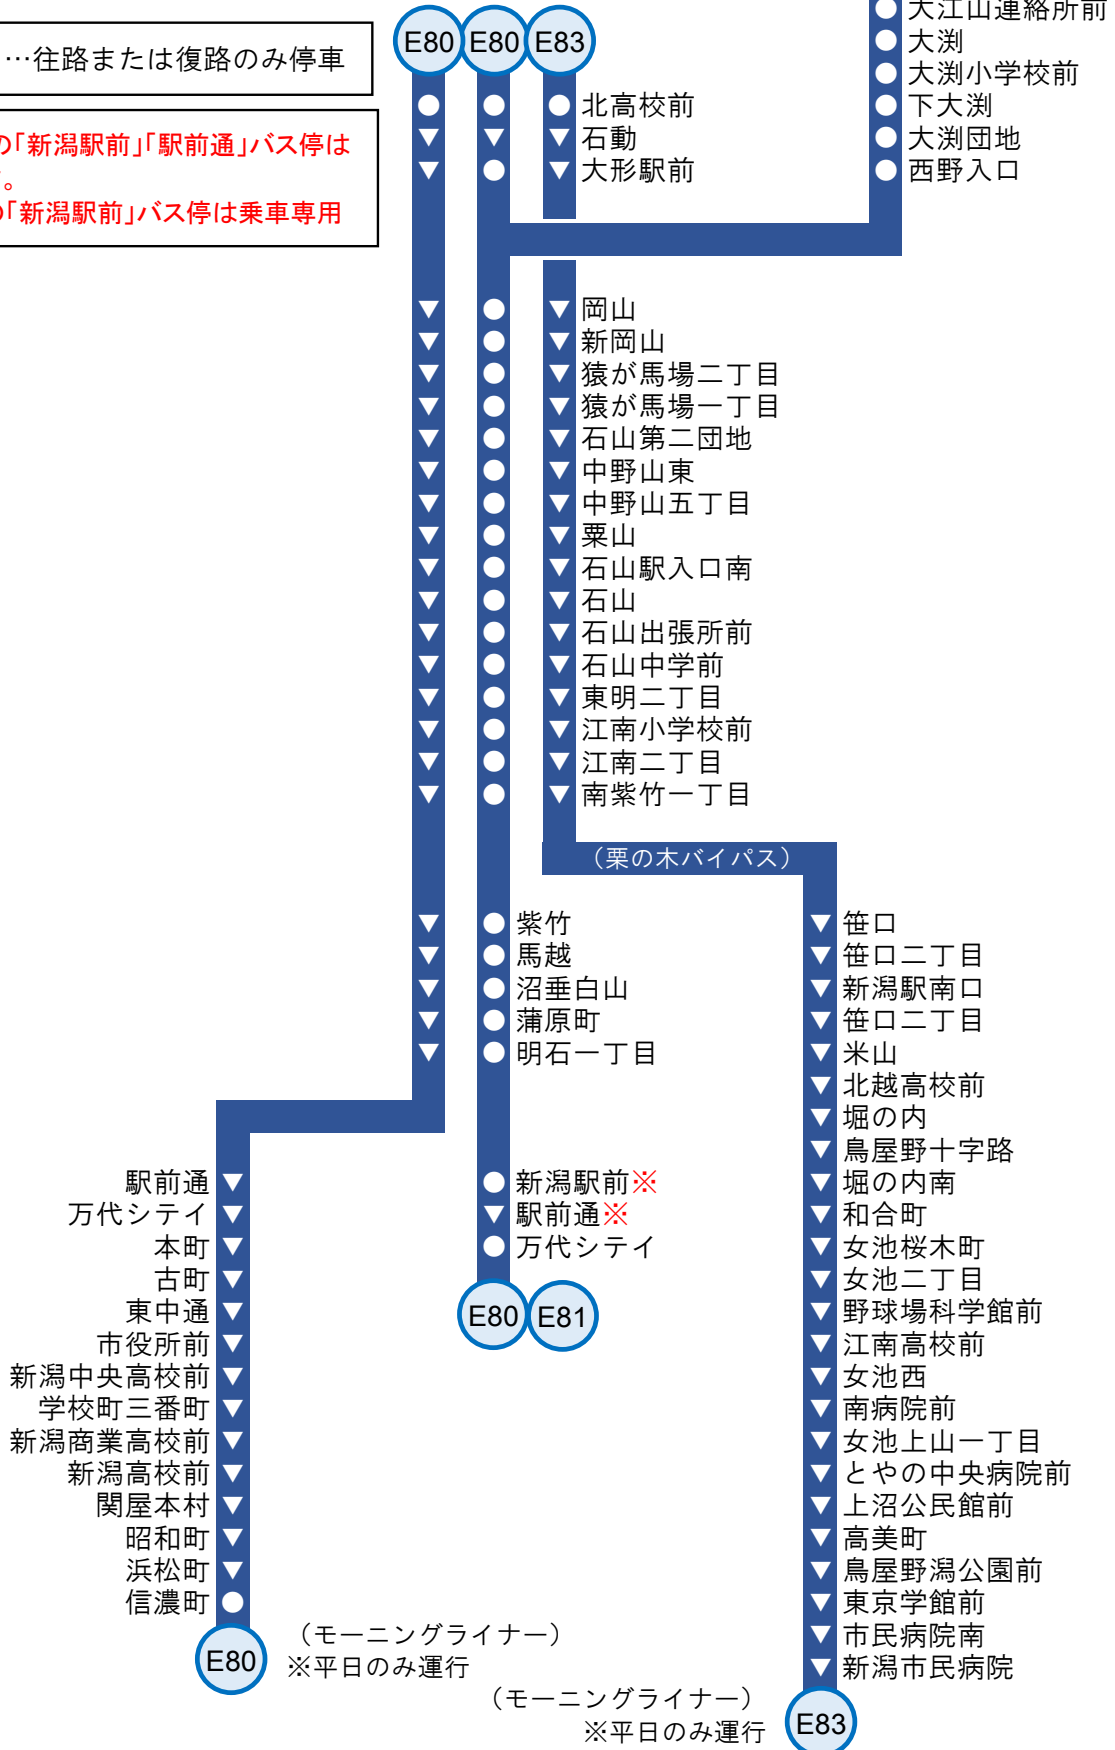 …往路または復路のみ停車
の「新潟駅前」「駅前通」バス停は
。
の「新潟駅前」バス停は乗車専用
E80 E80 E83
北高校前
石動
大形駅前
大江山連絡所前
大渕
大渕小学校前
下大渕
大渕団地
西野入口
岡山
新岡山
猿が馬場二丁目
猿が馬場一丁目
石山第二団地
中野山東
中野山五丁目
粟山
石山駅入口南
石山
石山出張所前
石山中学前
東明二丁目
江南小学校前
江南二丁目
南紫竹一丁目
（栗の木バイパス）
紫竹
馬越
沼垂白山
蒲原町
明石一丁目
新潟駅前※
駅前通※
万代シテイ
E80 E81
駅前通
万代シテイ
本町
古町
東中通
市役所前
新潟中央高校前
学校町三番町
新潟商業高校前
新潟高校前
関屋本村
昭和町
浜松町
信濃町
E80
（モーニングライナー）
※平日のみ運行
笹口
笹口二丁目
新潟駅南口
笹口二丁目
米山
北越高校前
堀の内
鳥屋野十字路
堀の内南
和合町
女池桜木町
女池二丁目
野球場科学館前
江南高校前
女池西
南病院前
女池上山一丁目
とやの中央病院前
上沼公民館前
高美町
鳥屋野潟公園前
東京学館前
市民病院南
新潟市民病院
（モーニングライナー）
※平日のみ運行
E83